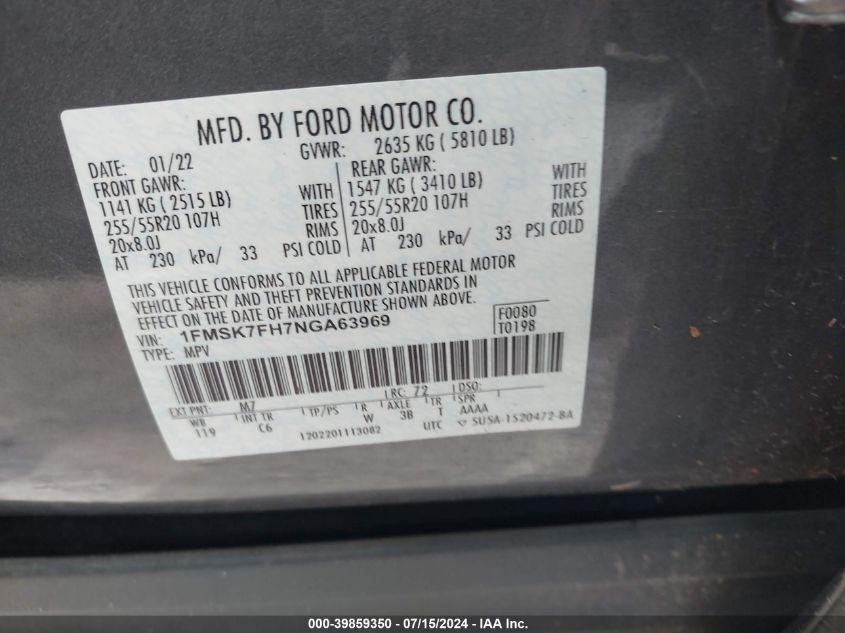 MFD. BY FORD MOTOR CO.
DATE: 01/22 GVWR: 2635 KG ( 5810 LB)
FRONT GAWR: REAR GAWR:
1141 KG ( 2515 LB) WITH 1547 KG ( 3410 LB) WITH
255/55R20 107H TIRES 255/55R20 107H TIRES
20x8.0J RIMS 20x8.0J RIMS
AT 230 kPa/ 33 PSI COLD AT 230 kPa/ 33 PSI COLD
THIS VEHICLE CONFORMS TO ALL APPLICABLE FEDERAL MOTOR
VEHICLE SAFETY AND THEFT PREVENTION STANDARDS IN
EFFECT ON THE DATE OF MANUFACTURE SHOWN ABOVE.
VIN: 1FMSK7FH7NGA63969 F0080
TYPE: MPV T0198
EXT PNT: M7 RC: 72 DSO:
WB INT TR TP/PS R AXLE TR SPR
119 C6 W 3B T AAAA
1202201113082 UTC SU5A-1520472-BA
000-39859350 - 07/15/2024 - IAA Inc.